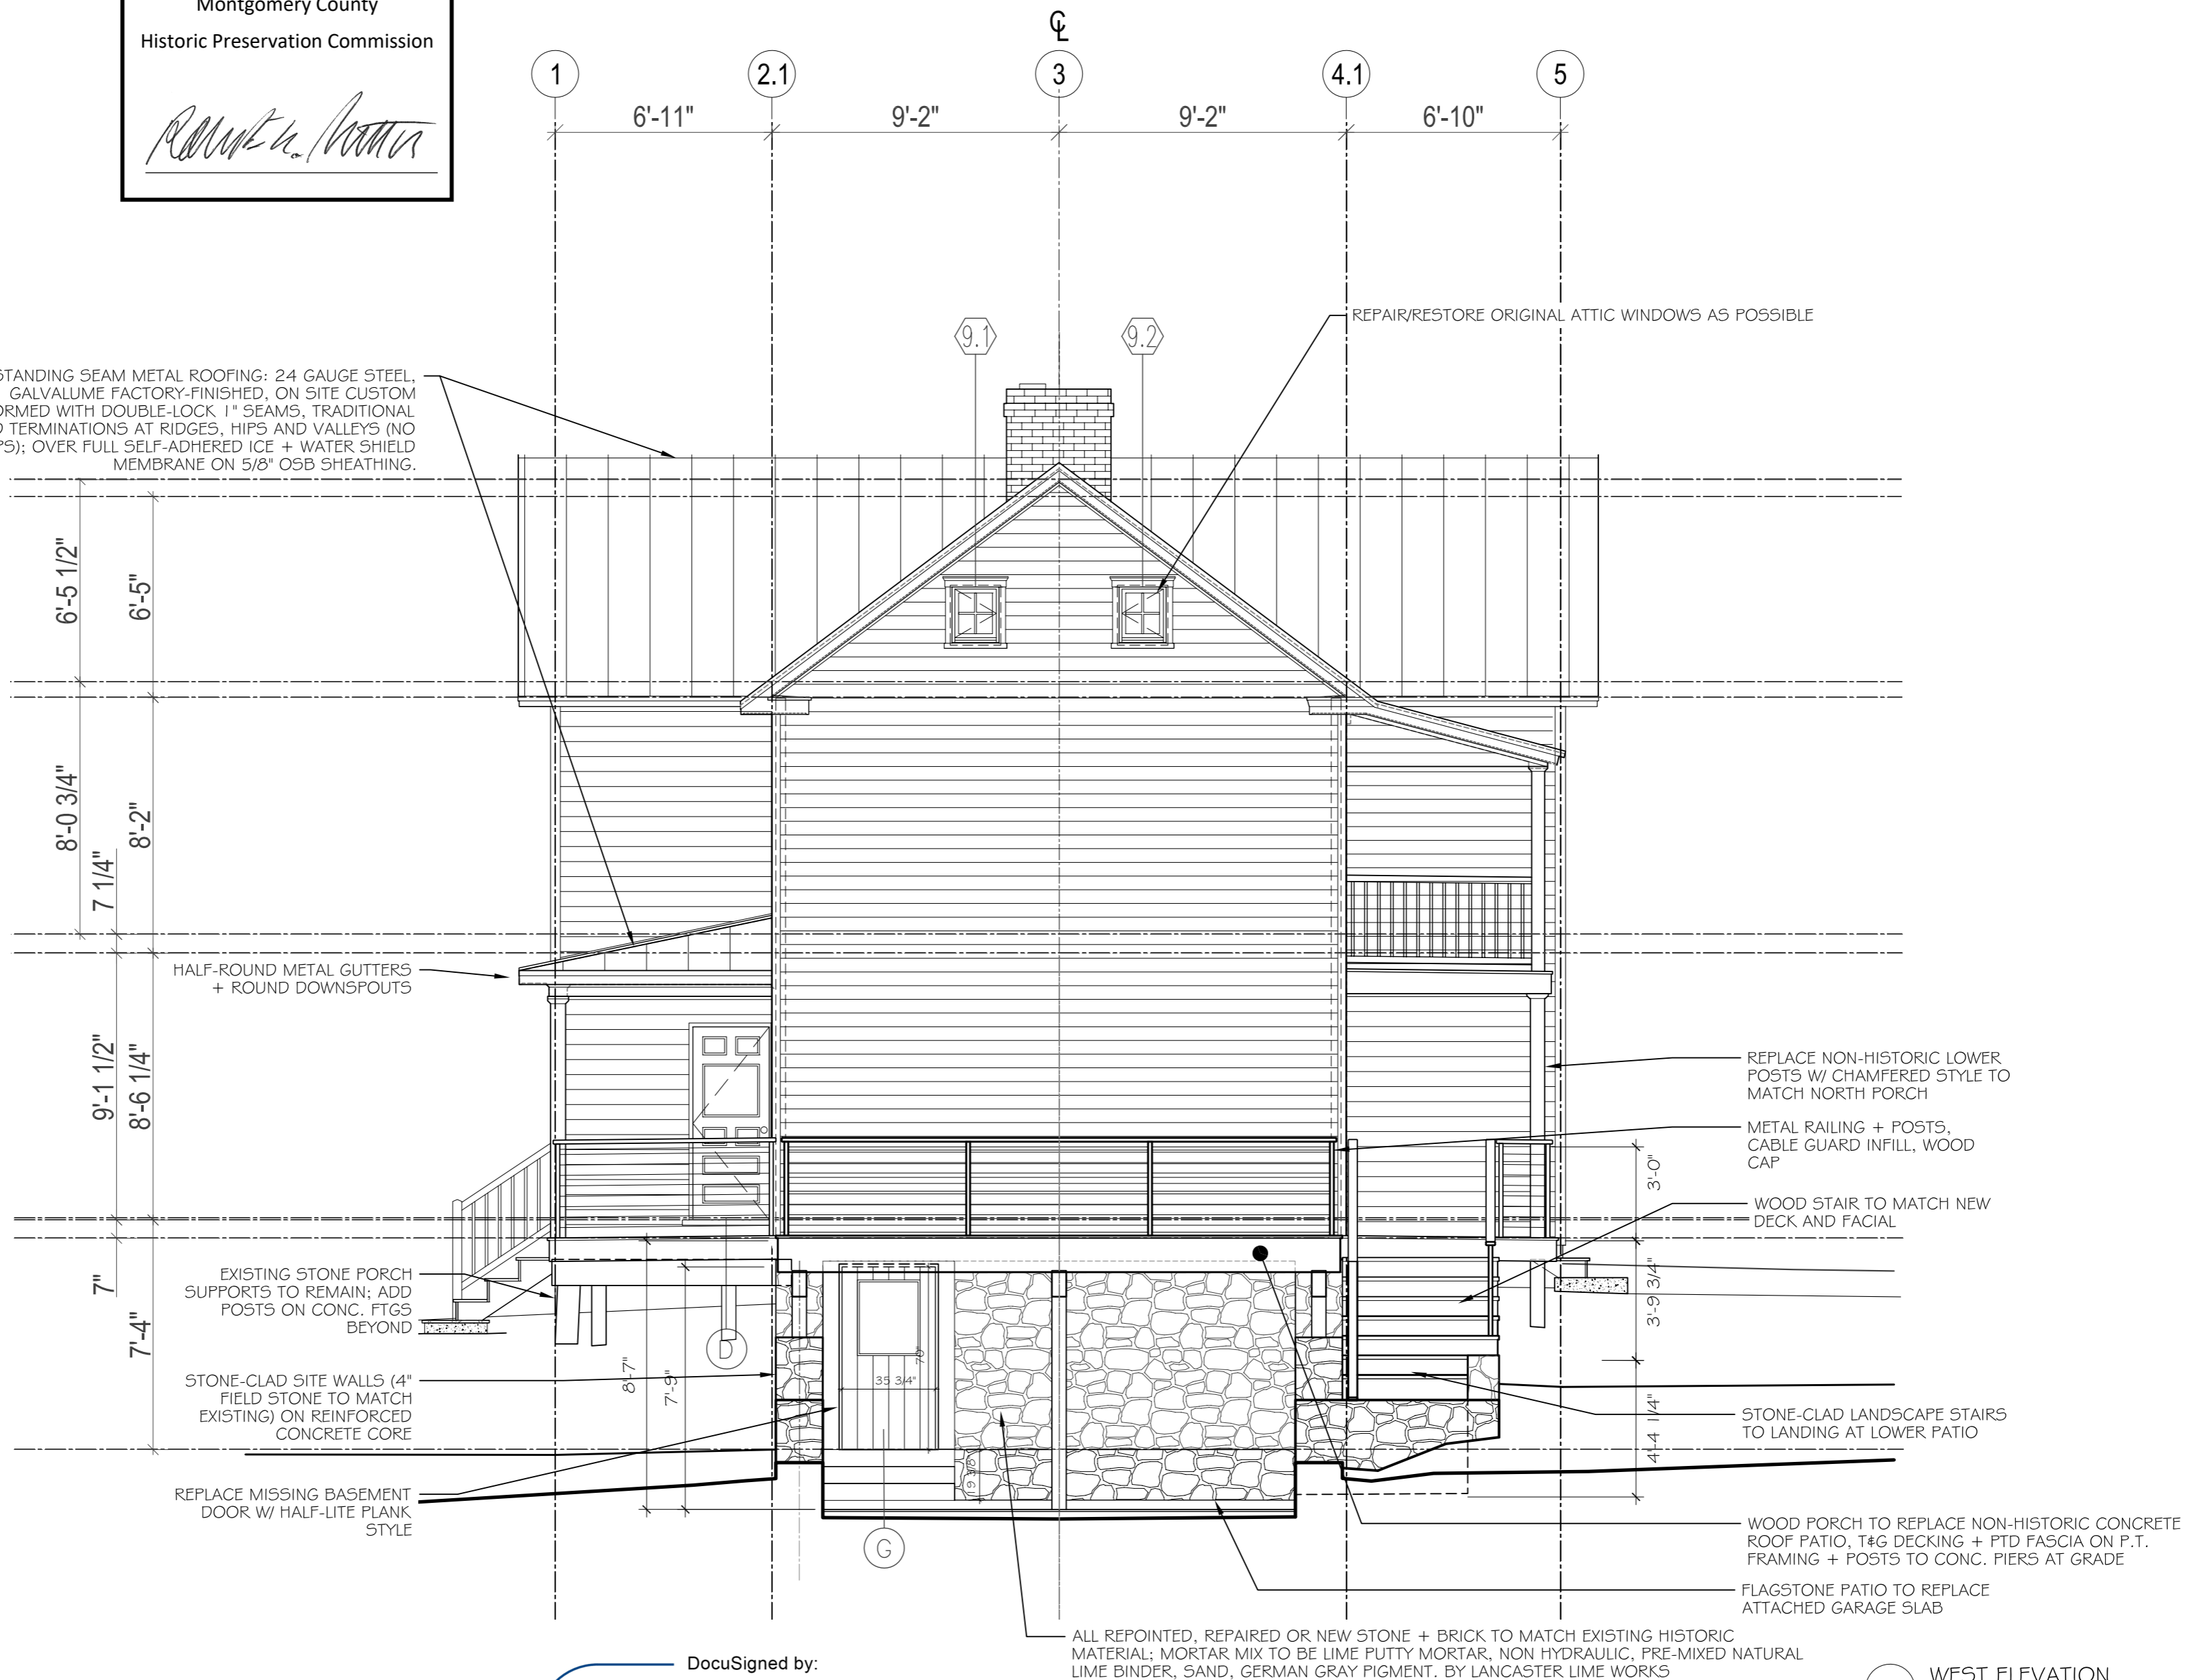 Montgomery County
Historic Preservation Commission
℄
1
2.1
3
4.1
5
6'-11"
9'-2"
9'-2"
6'-10"
9.1
9.2
REPAIR/RESTORE ORIGINAL ATTIC WINDOWS AS POSSIBLE
STANDING SEAM METAL ROOFING: 24 GAUGE STEEL,
GALVALUME FACTORY-FINISHED, ON SITE CUSTOM
ORMED WITH DOUBLE-LOCK 1" SEAMS, TRADITIONAL
TERMINATIONS AT RIDGES, HIPS AND VALLEYS (NO
PS); OVER FULL SELF-ADHERED ICE + WATER SHIELD
MEMBRANE ON 5/8" OSB SHEATHING.
6'-5 1/2"
6'-5"
8'-0 3/4"
8'-2"
7 1/4"
HALF-ROUND METAL GUTTERS
+ ROUND DOWNSPOUTS
9'-1 1/2"
8'-6 1/4"
REPLACE NON-HISTORIC LOWER
POSTS W/ CHAMFERED STYLE TO
MATCH NORTH PORCH
METAL RAILING + POSTS,
CABLE GUARD INFILL, WOOD
CAP
3'-0"
WOOD STAIR TO MATCH NEW
DECK AND FACIAL
7"
7'-4"
EXISTING STONE PORCH
SUPPORTS TO REMAIN; ADD
POSTS ON CONC. FTGS
BEYOND
3'-9 3/4"
D
8'-7"
7'-9"
35 3/4"
70"
STONE-CLAD SITE WALLS (4"
FIELD STONE TO MATCH
EXISTING) ON REINFORCED
CONCRETE CORE
STONE-CLAD LANDSCAPE STAIRS
TO LANDING AT LOWER PATIO
4'-4 1/4"
19 3/8"
REPLACE MISSING BASEMENT
DOOR W/ HALF-LITE PLANK
STYLE
G
WOOD PORCH TO REPLACE NON-HISTORIC CONCRETE
ROOF PATIO, T&G DECKING + PTD FASCIA ON P.T.
FRAMING + POSTS TO CONC. PIERS AT GRADE
FLAGSTONE PATIO TO REPLACE
ATTACHED GARAGE SLAB
ALL REPOINTED, REPAIRED OR NEW STONE + BRICK TO MATCH EXISTING HISTORIC
MATERIAL; MORTAR MIX TO BE LIME PUTTY MORTAR, NON HYDRAULIC, PRE-MIXED NATURAL
LIME BINDER, SAND, GERMAN GRAY PIGMENT. BY LANCASTER LIME WORKS
DocuSigned by:
WEST ELEVATION